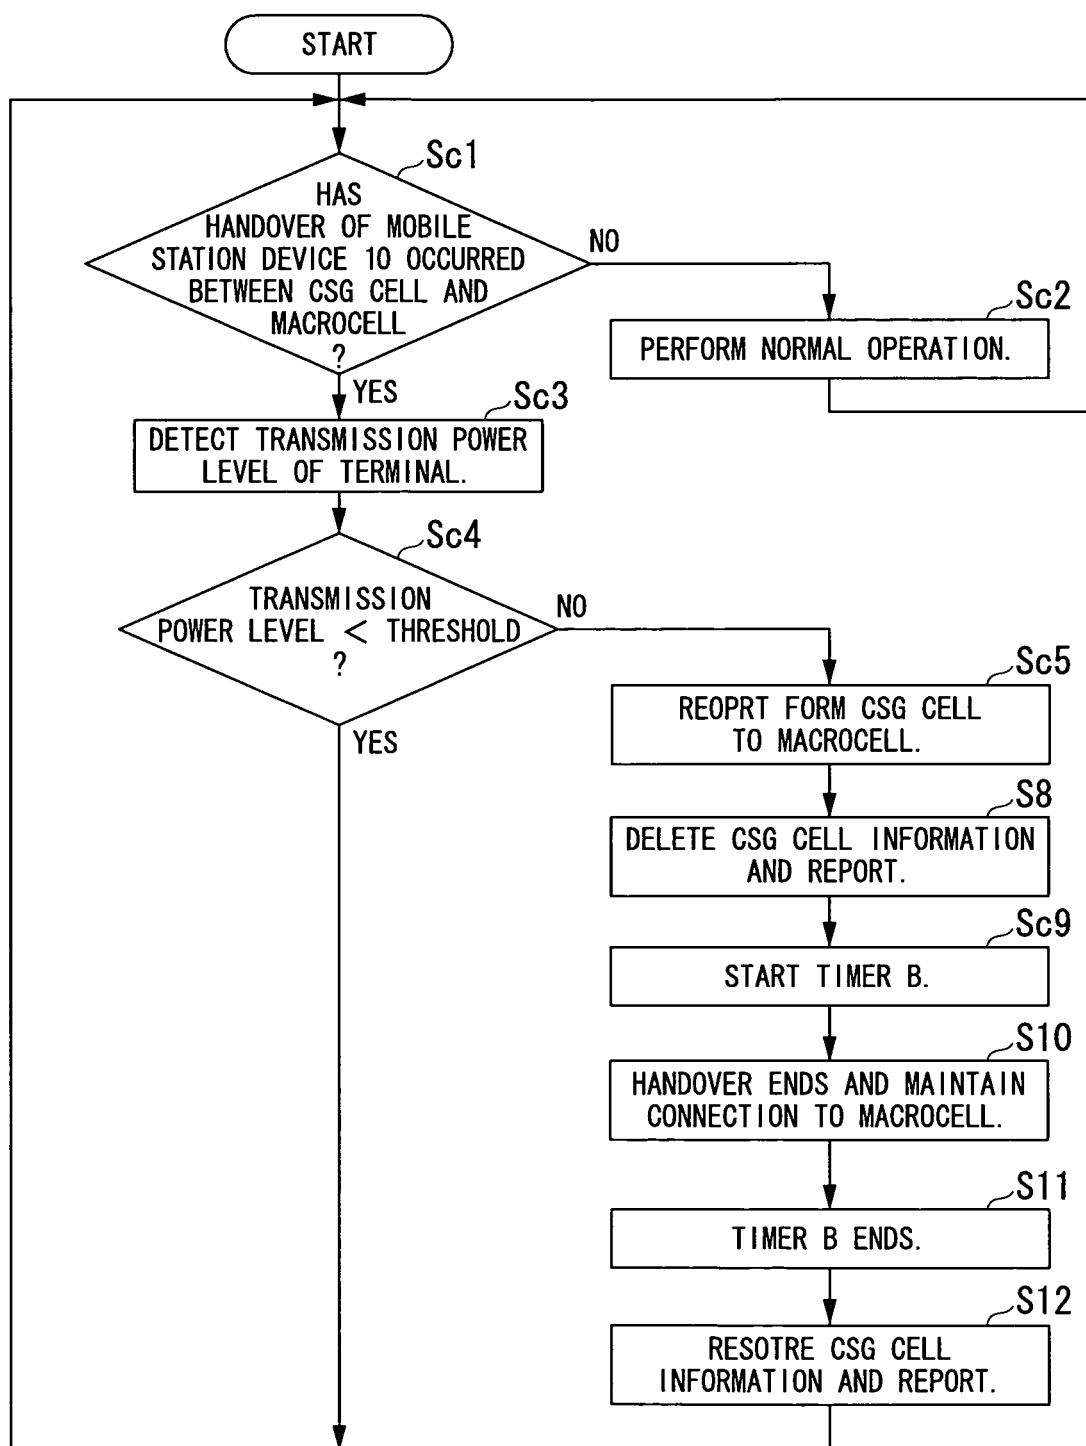 START
Sc1
HAS
HANDOVER OF MOBILE
STATION DEVICE 10 OCCURRED
BETWEEN CSG CELL AND
MACROCELL
?
NO
Sc2
PERFORM NORMAL OPERATION.
YES
Sc3
DETECT TRANSMISSION POWER
LEVEL OF TERMINAL.
Sc4
TRANSMISSION
POWER LEVEL < THRESHOLD
?
NO
YES
Sc5
REOPRT FORM CSG CELL
TO MACROCELL.
S8
DELETE CSG CELL INFORMATION
AND REPORT.
Sc9
START TIMER B.
S10
HANDOVER ENDS AND MAINTAIN
CONNECTION TO MACROCELL.
S11
TIMER B ENDS.
S12
RESOTRE CSG CELL
INFORMATION AND REPORT.